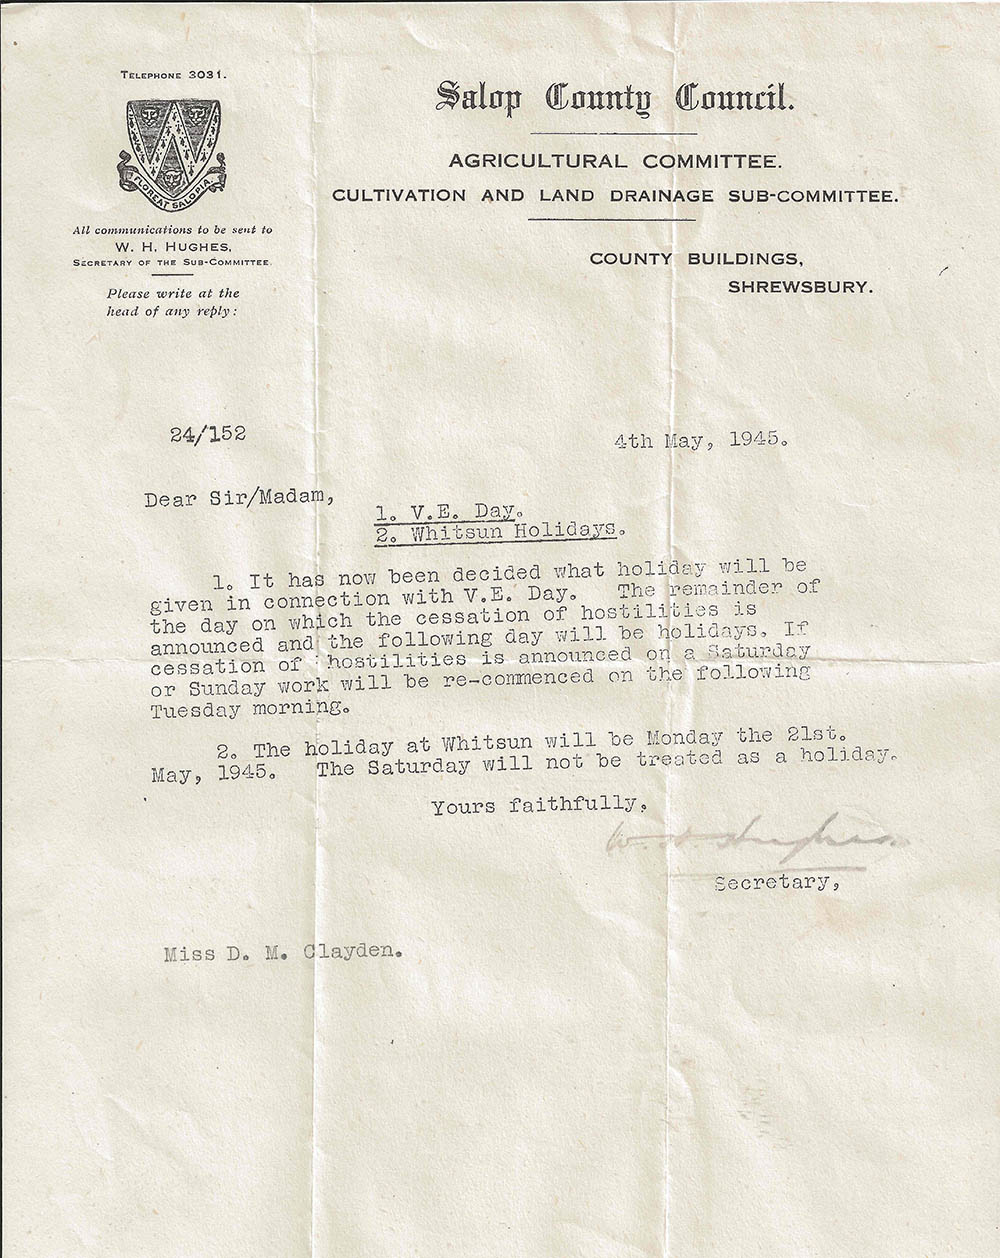 TELEPHONE 3031.
FLOREAT SALOPIA.
All communications to be sent to
W. H. HUGHES,
SECRETARY OF THE SUB-COMMITTEE.
Please write at the
head of any reply:
Salop County Council.
AGRICULTURAL COMMITTEE.
CULTIVATION AND LAND DRAINAGE SUB-COMMITTEE.
COUNTY BUILDINGS,
SHREWSBURY.
24/152
4th May, 1945.
Dear Sir/Madam,
1. V.E. Day.
2. Whitsun Holidays.
1. It has now been decided what holiday will be
given in connection with V.E. Day. The remainder of
the day on which the cessation of hostilities is
announced and the following day will be holidays. If
cessation of hostilities is announced on a Saturday
or Sunday work will be re-commenced on the following
Tuesday morning.
2. The holiday at Whitsun will be Monday the 21st.
May, 1945. The Saturday will not be treated as a holiday.
Yours faithfully,
W. H. Hughes
Secretary,
Miss D. M. Clayden.